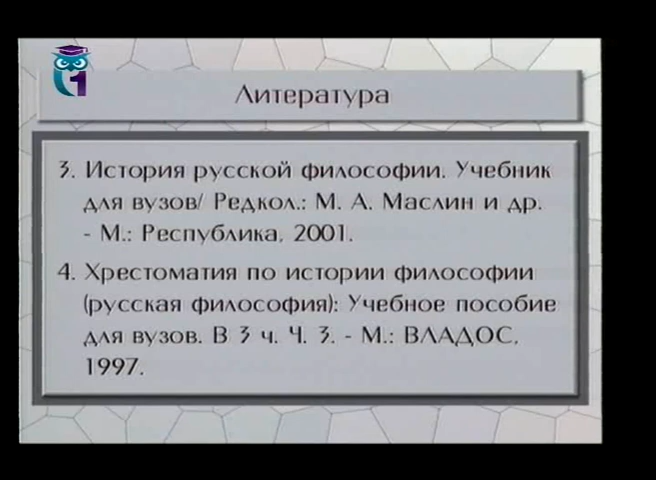 1
Литература
3. История русской философии. Учебник
для вузов/ Редкол.: М. А. Маслин и др.
- М.: Республика, 2001.
4. Хрестоматия по истории философии
(русская философия): Учебное пособие
для вузов. В 3 ч. Ч. 3. - М.: ВЛАДОС,
1997.